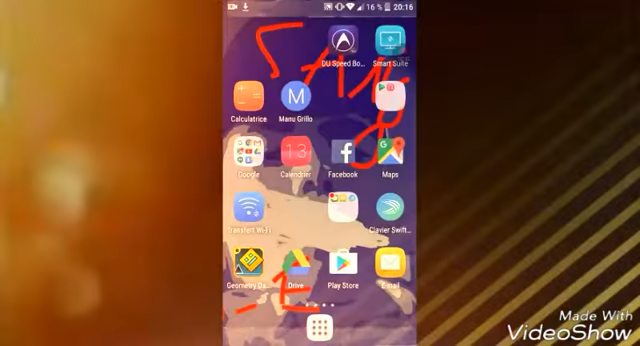 16 % 20:16
DU Speed Bo... Smart Suite
Calculatrice Manu Grillo
M
Google 13 Calendrier Facebook Maps
Transfert Wi-Fi Clavier Swift...
Geometry Da... Drive Play Store E-mail
Made With
VideoShow